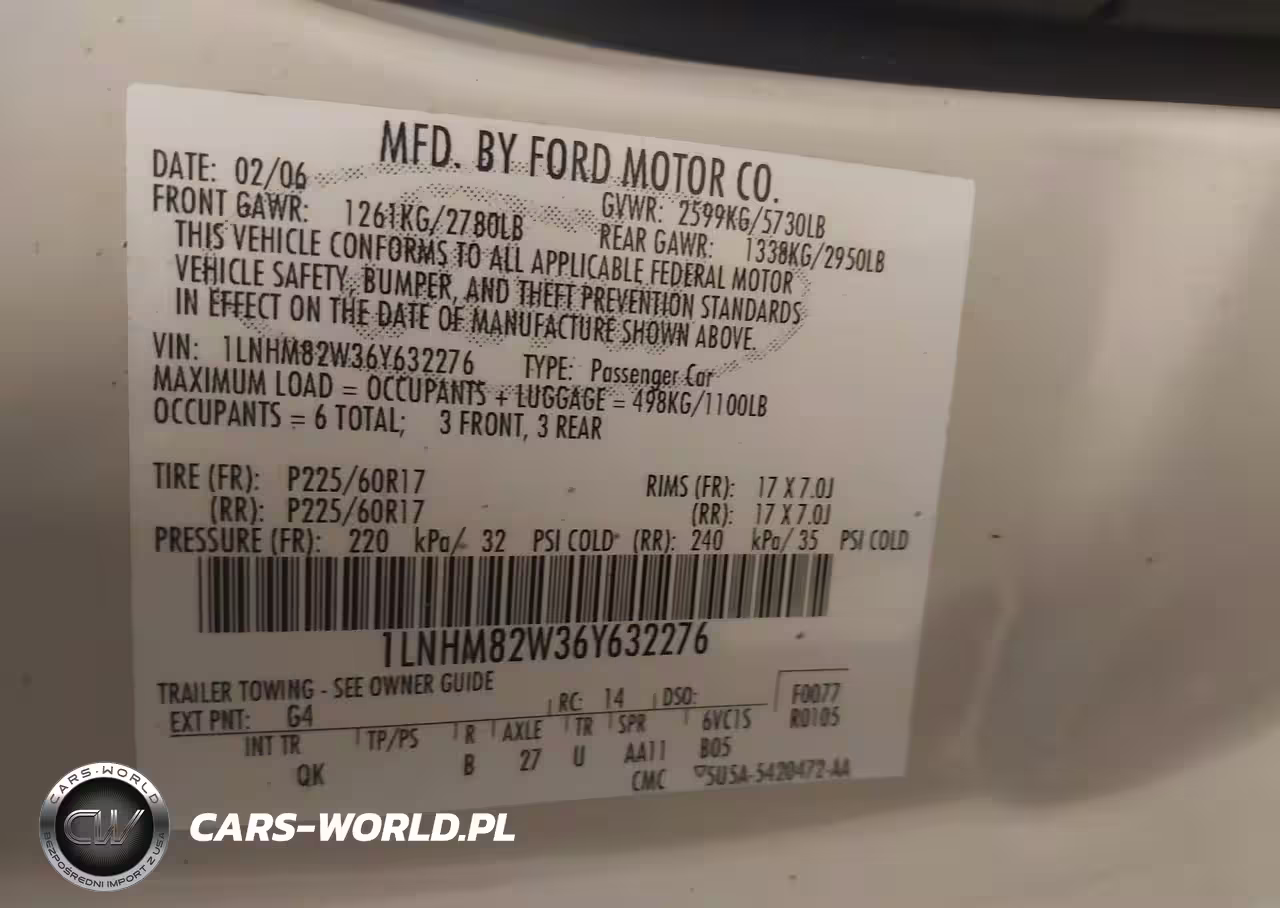 MFD. BY FORD MOTOR CO.
DATE: 02/06
GVWR: 2599KG/5730LB
FRONT GAWR: 1261KG/2780LB
REAR GAWR: 1338KG/2950LB
THIS VEHICLE CONFORMS TO ALL APPLICABLE FEDERAL MOTOR
VEHICLE SAFETY, BUMPER, AND THEFT PREVENTION STANDARDS
IN EFFECT ON THE DATE OF MANUFACTURE SHOWN ABOVE.
VIN: 1LNHM82W36Y632276 TYPE: Passenger Car
MAXIMUM LOAD = OCCUPANTS + LUGGAGE = 498KG/1100LB
OCCUPANTS = 6 TOTAL; 3 FRONT, 3 REAR
TIRE (FR): P225/60R17 RIMS (FR): 17 X 7.0J
(RR): P225/60R17 (RR): 17 X 7.0J
PRESSURE (FR): 220 kPa/ 32 PSI COLD (RR): 240 kPa/ 35 PSI COLD
1LNHM82W36Y632276
TRAILER TOWING - SEE OWNER GUIDE
EXT PNT: G4 RC: 14 DSO: F0077
R0105
INT TR TP/PS R AXLE TR SPR 6VC1S
QK B 27 U AA11 B05
CMC 5U5A-5420472-AA
CARS-WORLD
CW
BEZPOŚREDNI IMPORT Z USA
CARS-WORLD.PL